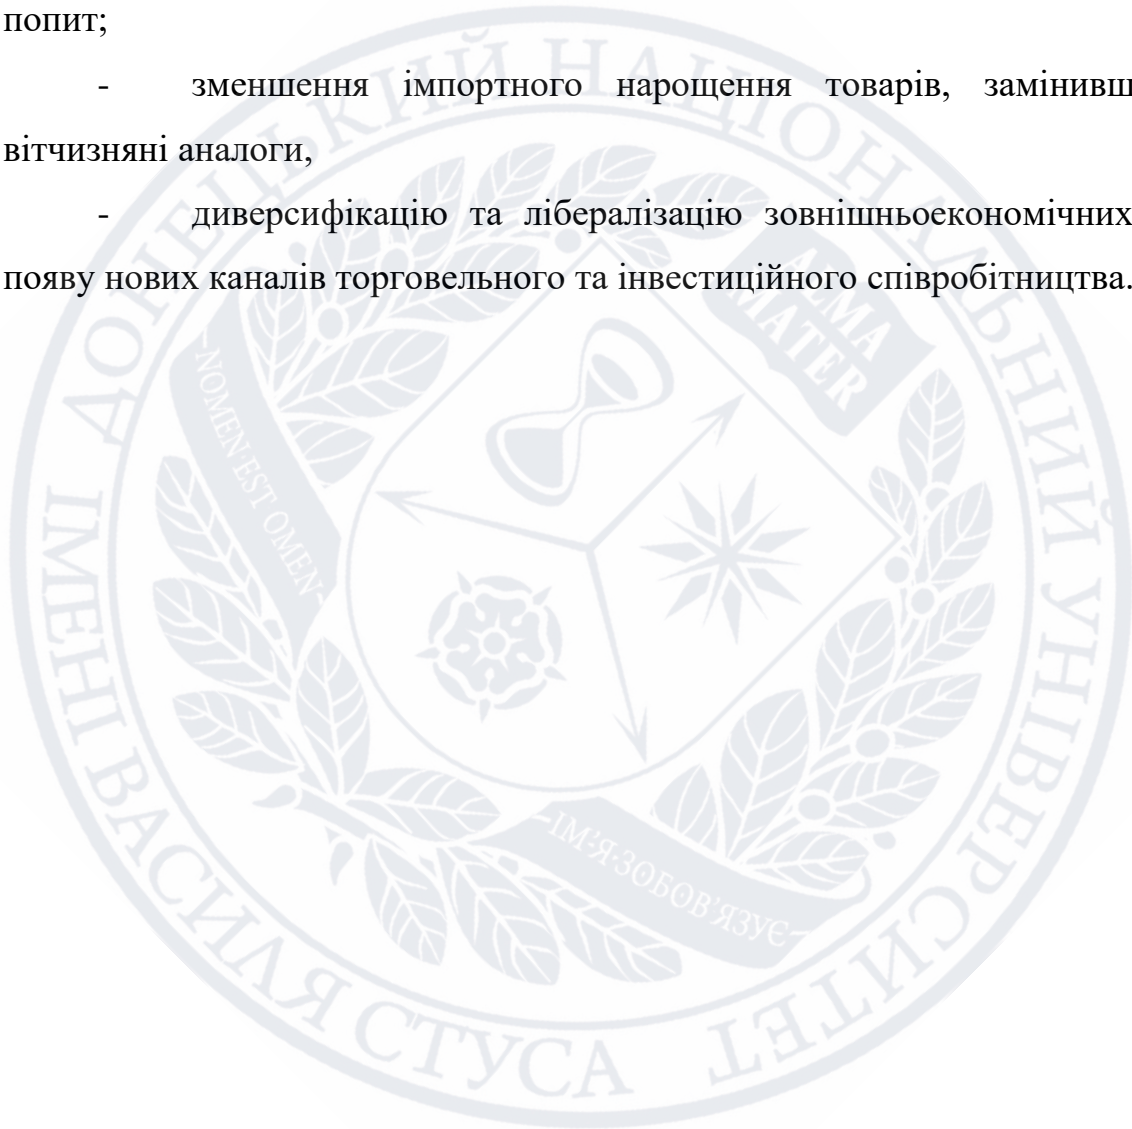 попит;
- зменшення імпортного нарощення товарів, замінивш
вітчизняні аналоги,
- диверсифікацію та лібералізацію зовнішньоекономічних
появу нових каналів торговельного та інвестиційного співробітництва.
ДОНЕЦЬКИЙ НАЦІОНАЛЬНИЙ УНІВЕРСИТЕТ
ІМЕНІ ВАСИЛЯ СТУСА
ALMA
MATER
NOMEN EST OMEN
ІМ'Я ЗОБОВ'ЯЗУЄ